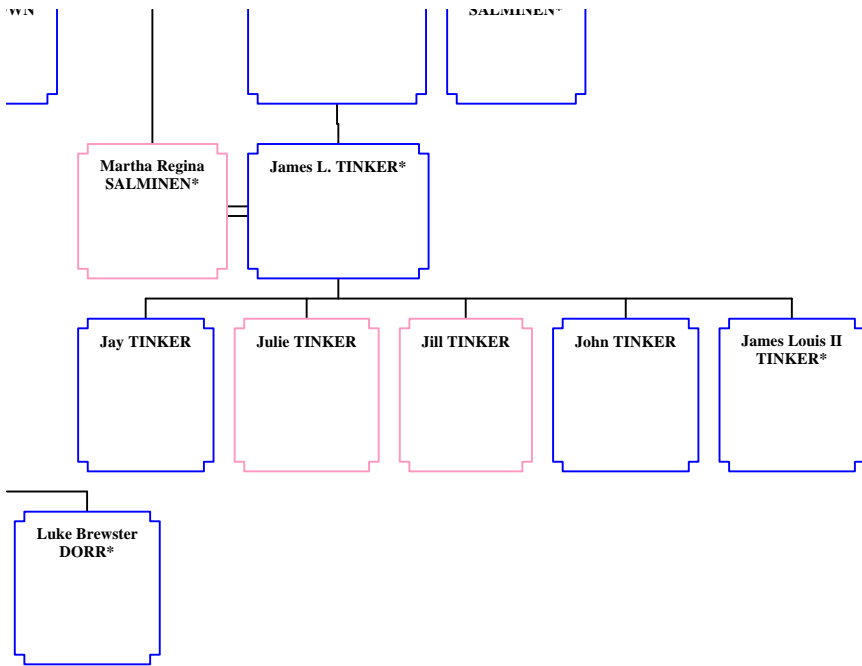 SALMINEN*
Martha Regina
SALMINEN*
James L. TINKER*
Jay TINKER
Julie TINKER
Jill TINKER
John TINKER
James Louis II
TINKER*
Luke Brewster
DORR*